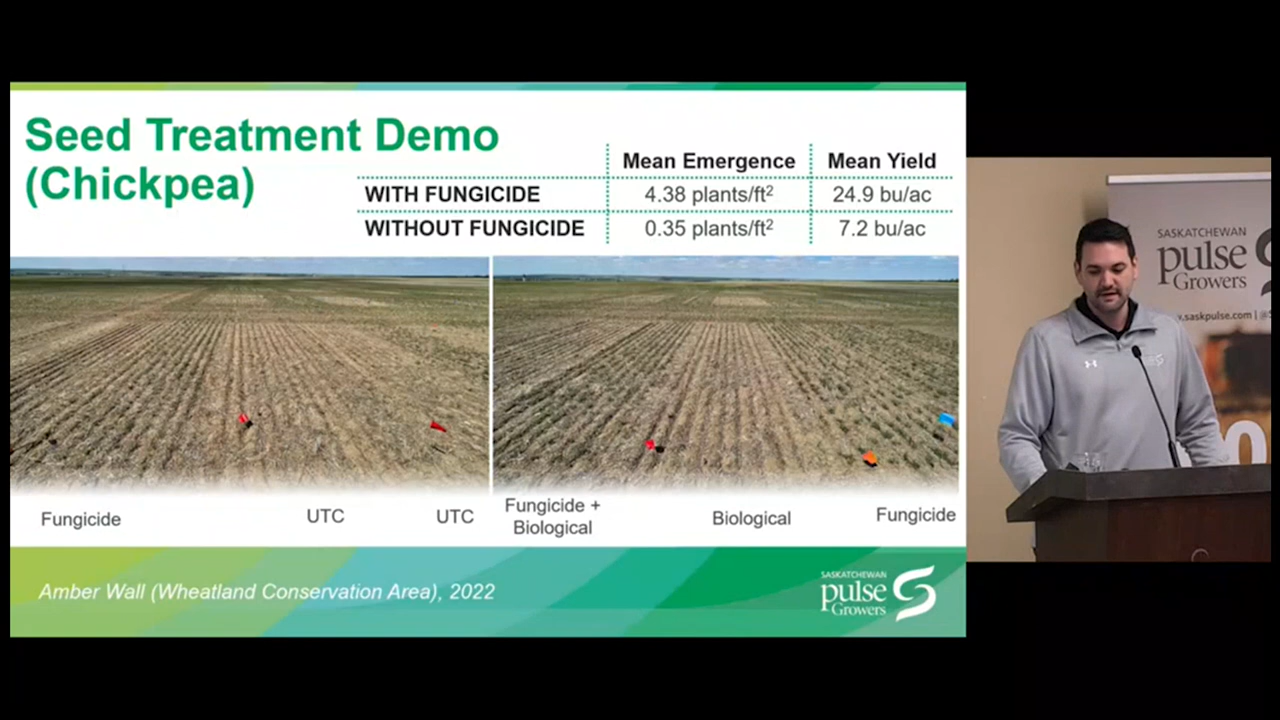 Seed Treatment Demo
(Chickpea)
Mean Emergence Mean Yield
WITH FUNGICIDE 4.38 plants/ft² 24.9 bu/ac
WITHOUT FUNGICIDE 0.35 plants/ft² 7.2 bu/ac
Fungicide
UTC
UTC
Fungicide +
Biological
Biological
Fungicide
Amber Wall (Wheatland Conservation Area), 2022
SASKATCHEWAN
pulse
Growers
SASKATCHEWAN
pulse
Growers
.saskpulse.com | @S